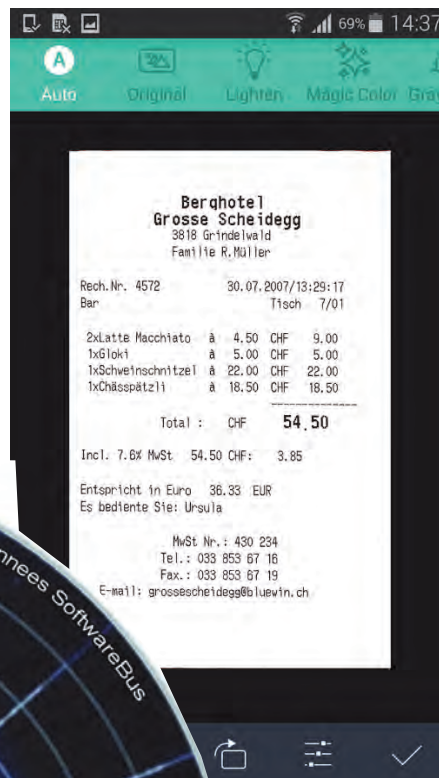 69% 14:37
A
Auto Original Lighten Magic Color Gray
Berghotel
Grosse Scheidegg
3818 Grindelwald
Familie R.Müller
Rech.Nr. 4572 30.07.2007/13:29:17
Bar Tisch 7/01
2xLatte Macchiato à 4.50 CHF 9.00
1xGloki à 5.00 CHF 5.00
1xSchweinschnitzel à 22.00 CHF 22.00
1xChässpätzli à 18.50 CHF 18.50
Total : CHF 54.50
Incl. 7.6% MwSt 54.50 CHF: 3.85
Entspricht in Euro 36.33 EUR
Es bediente Sie: Ursula
MwSt Nr.: 430 234
Tel.: 033 853 67 16
Fax.: 033 853 67 19
E-mail: grossescheidegg@bluewin.ch
nnees SoftwareBus